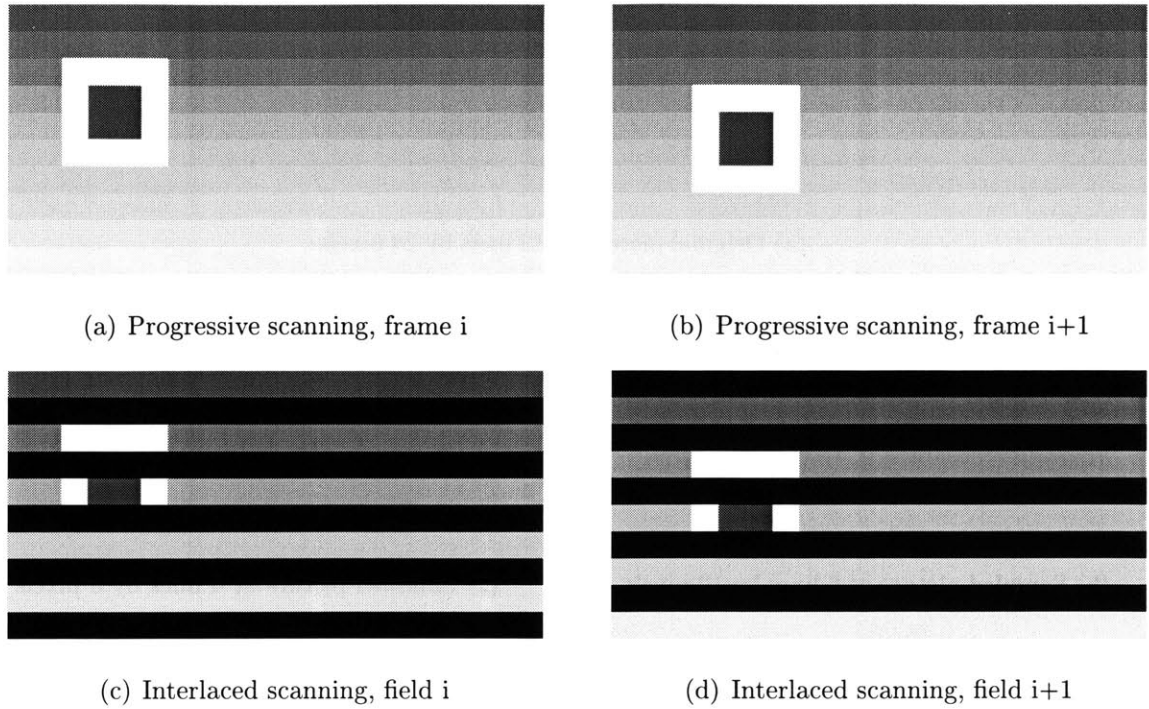 (a) Progressive scanning, frame i
(b) Progressive scanning, frame i+1
(c) Interlaced scanning, field i
(d) Interlaced scanning, field i+1